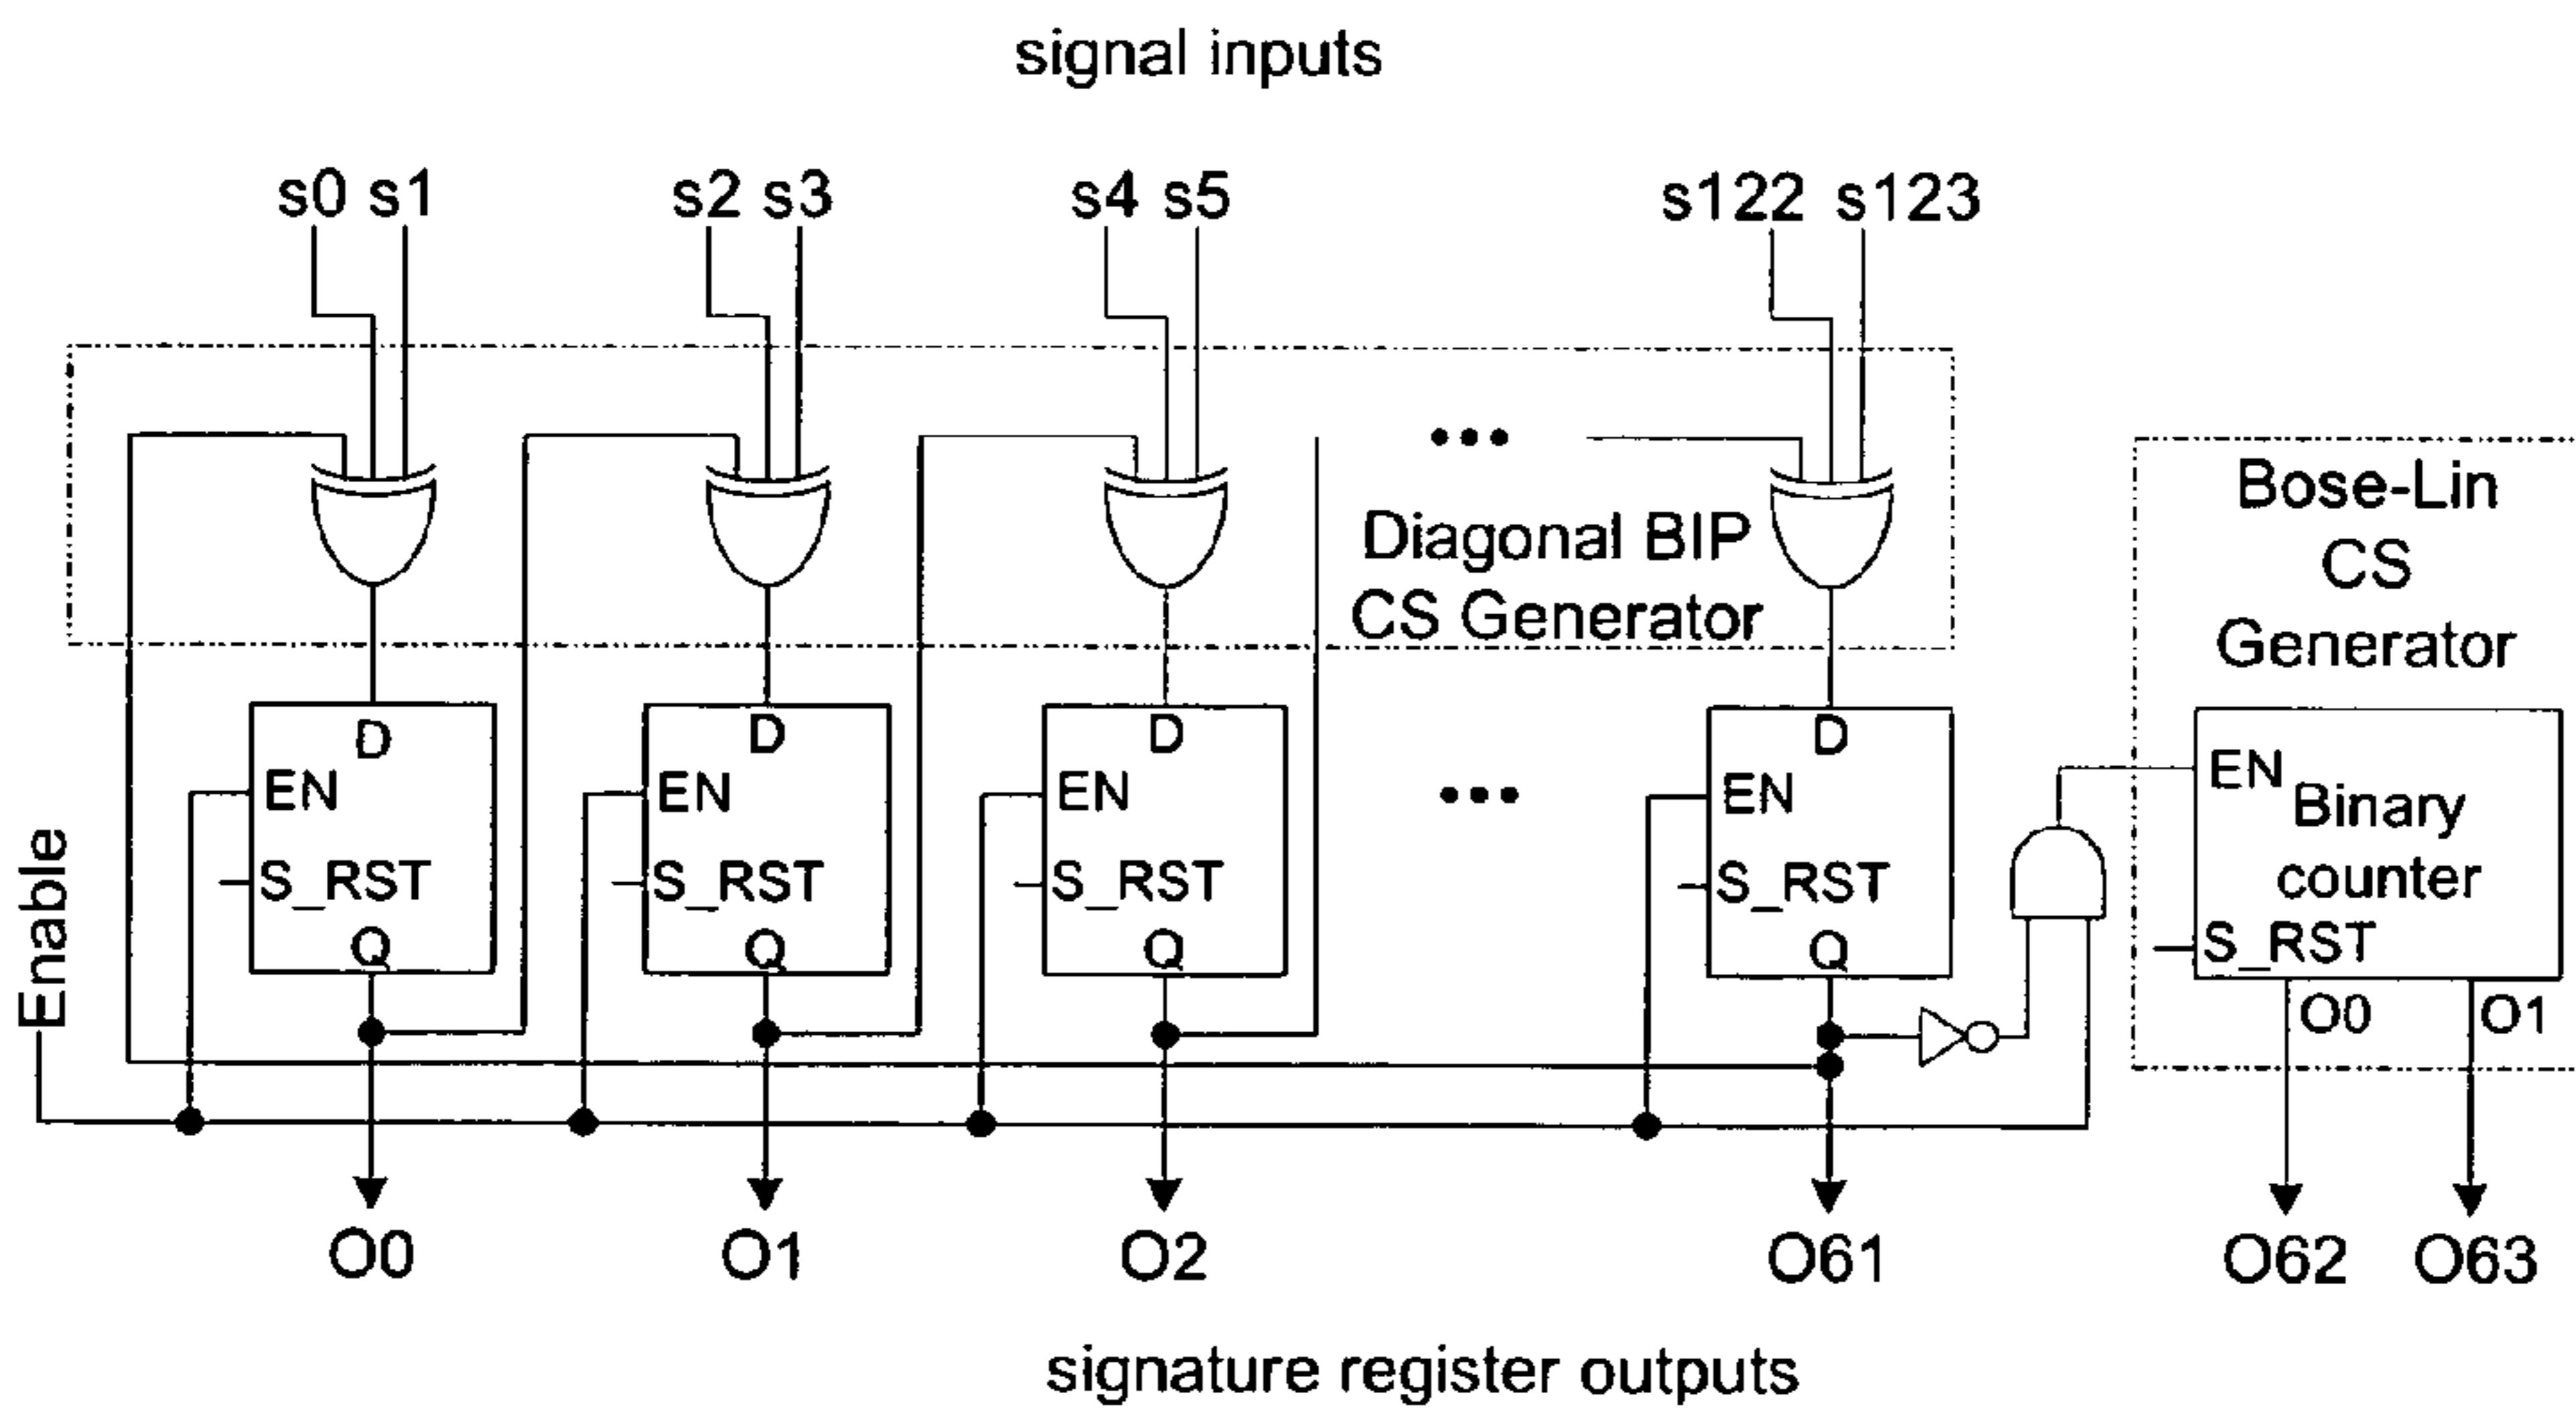 signal inputs
s0 s1
s2 s3
s4 s5
s122 s123
Diagonal BIP
CS Generator
Bose-Lin
CS
Generator
Enable
D
EN
S_RST
Q
D
EN
S_RST
Q
D
EN
S_RST
Q
D
EN
S_RST
Q
EN
Binary
counter
S_RST
O0
O1
O0
O1
O2
O61
O62
O63
signature register outputs